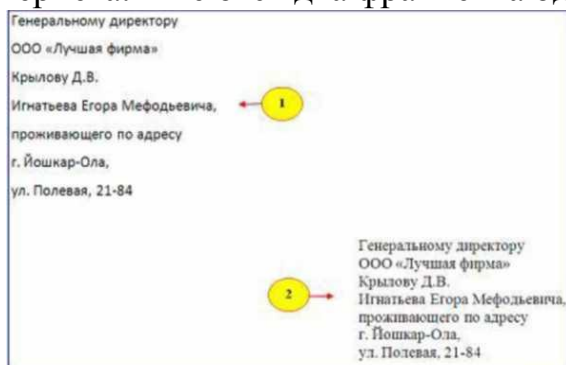 Генеральному директору
ООО «Лучшая фирма»
Крылову Д.В.
Игнатьева Егора Мефодьевича,
1
проживающего по адресу
г. Йошкар-Ола,
ул. Полевая, 21-84
Генеральному директору
ООО «Лучшая фирма»
Крылову Д.В.
2
Игнатьева Егора Мефодьевича,
проживающего по адресу
г. Йошкар-Ола,
ул. Полевая, 21-84